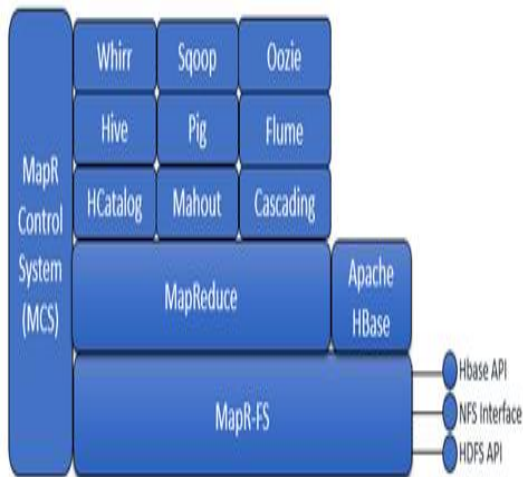 MapR
Control
System
(MCS)
Whirr
Sqoop
Oozie
Hive
Pig
Flume
HCatalog
Mahout
Cascading
MapReduce
Apache
HBase
MapR-FS
Hbase API
NFS Interface
HDFS API